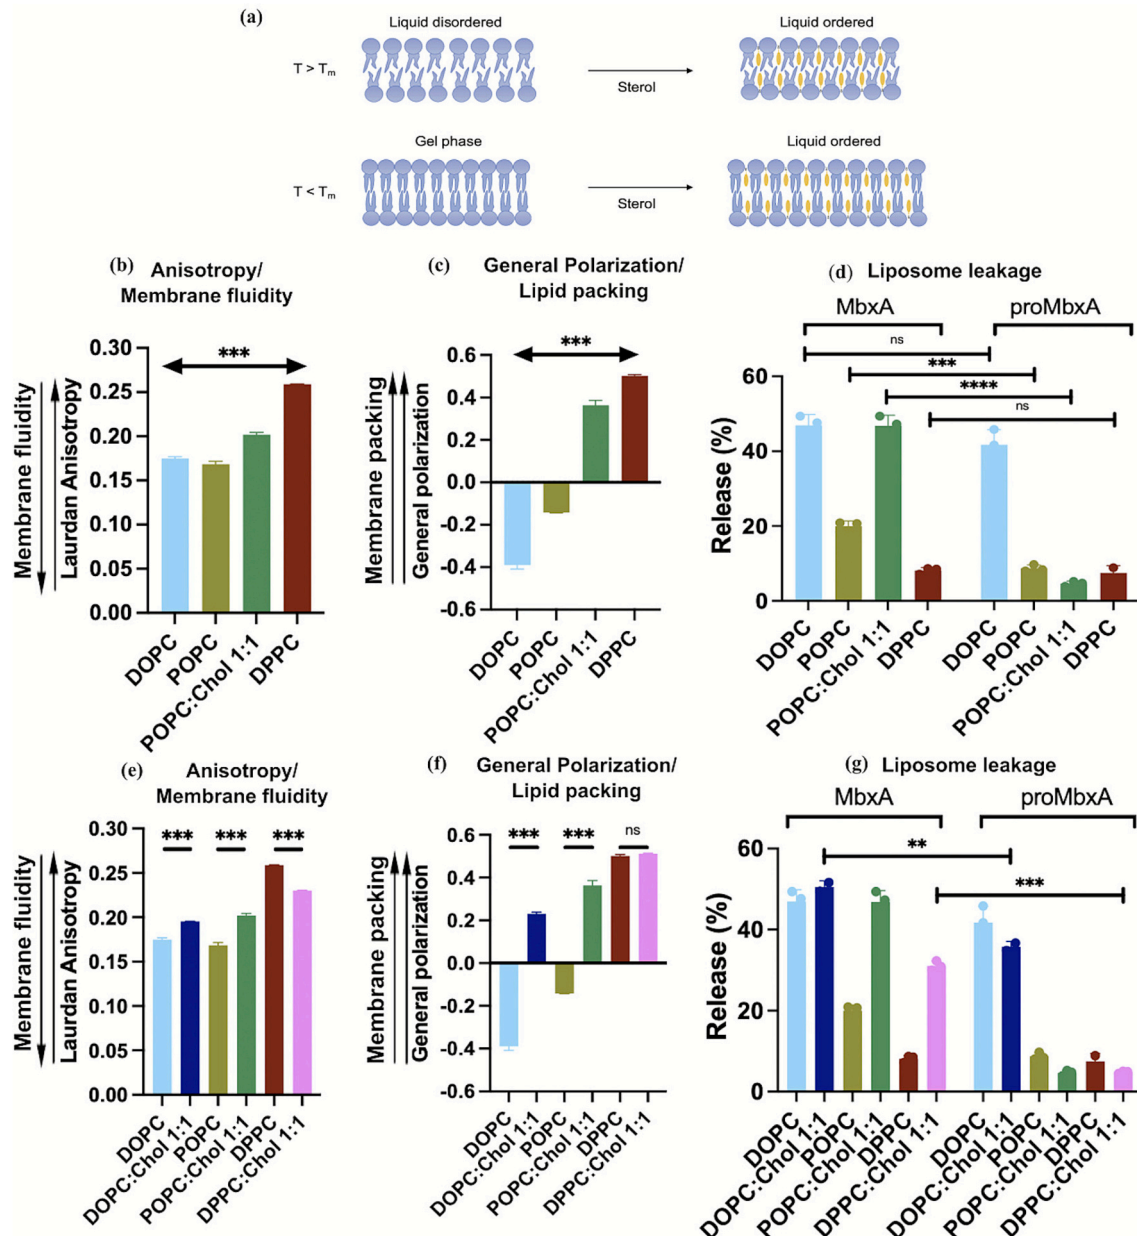 (a)
Liquid disordered
Liquid ordered
T > Tm
Sterol
Gel phase
Liquid ordered
T < Tm
Sterol
(b)
Anisotropy/
Membrane fluidity
***
Membrane fluidity
Laurdan Anisotropy
0.30
0.25
0.20
0.15
0.10
0.05
0.00
DOPC
POPC
POPC:Chol 1:1
DPPC
(c)
General Polarization/
Lipid packing
***
Membrane packing
General polarization
0.6
0.4
0.2
0.0
-0.2
-0.4
-0.6
DOPC
POPC
POPC:Chol 1:1
DPPC
(d)
Liposome leakage
MbxA
proMbxA
ns
***
****
ns
Release (%)
60
40
20
0
DOPC
POPC
POPC:Chol 1:1
DPPC
DOPC
POPC
POPC:Chol 1:1
DPPC
(e)
Anisotropy/
Membrane fluidity
***
***
***
Membrane fluidity
Laurdan Anisotropy
0.30
0.25
0.20
0.15
0.10
0.05
0.00
DOPC
DOPC:Chol 1:1
POPC
POPC:Chol 1:1
DPPC
DPPC:Chol 1:1
(f)
General Polarization/
Lipid packing
***
***
ns
Membrane packing
General polarization
0.6
0.4
0.2
0.0
-0.2
-0.4
-0.6
DOPC
DOPC:Chol 1:1
POPC
POPC:Chol 1:1
DPPC
DPPC:Chol 1:1
(g)
Liposome leakage
MbxA
proMbxA
**
***
Release (%)
60
40
20
0
DOPC
DOPC:Chol 1:1
POPC
POPC:Chol 1:1
DPPC
DPPC:Chol 1:1
DOPC
DOPC:Chol 1:1
POPC
POPC:Chol 1:1
DPPC
DPPC:Chol 1:1